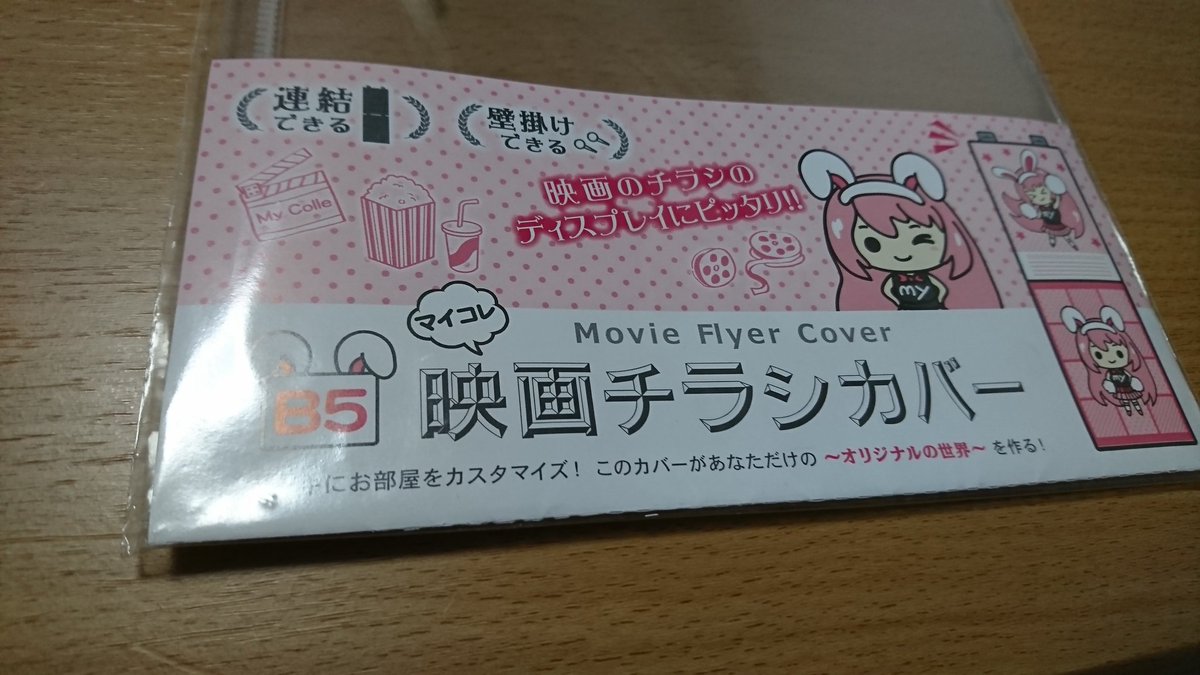 連結
できる
壁掛け
できる
My Colle
映画のチラシの
ディスプレイにピッタリ!!
my
マイコレ
Movie Flyer Cover
B5
映画チラシカバー
にお部屋をカスタマイズ! このカバーがあなただけの 〜オリジナルの世界〜 を作る!